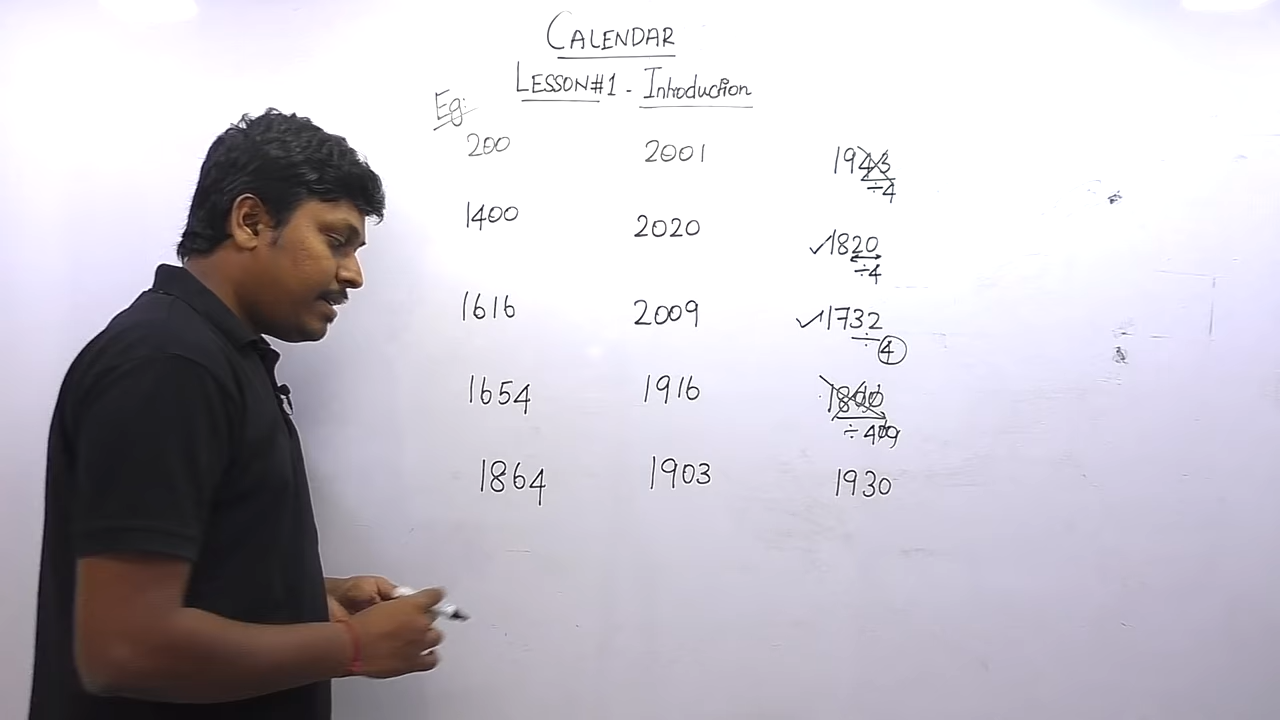 CALENDAR
LESSON#1 - Introduction
Eg:
200 2001 1943
÷4
1400 2020 ✓1820
÷4
1616 2009 ✓1732
÷4
1654 1916 1800
÷400
1864 1903 1930